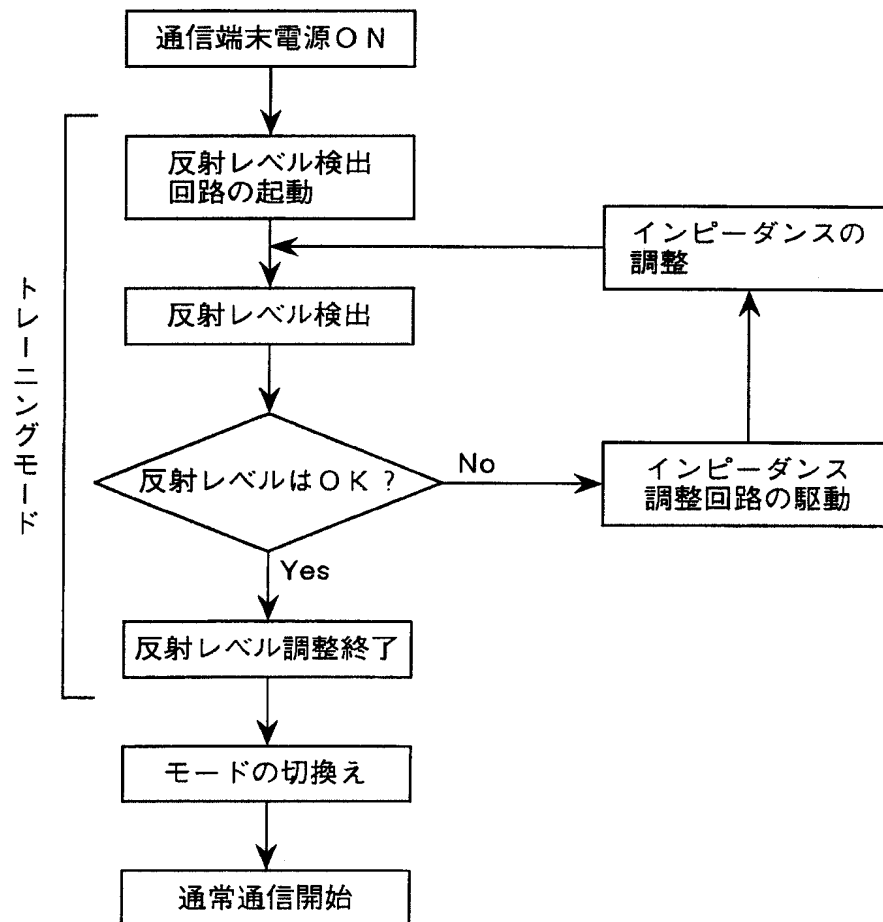 通信端末電源ON
反射レベル検出
回路の起動
インピーダンスの
調整
反射レベル検出
トレーニングモード
反射レベルはOK?
No
インピーダンス
調整回路の駆動
Yes
反射レベル調整終了
モードの切換え
通常通信開始